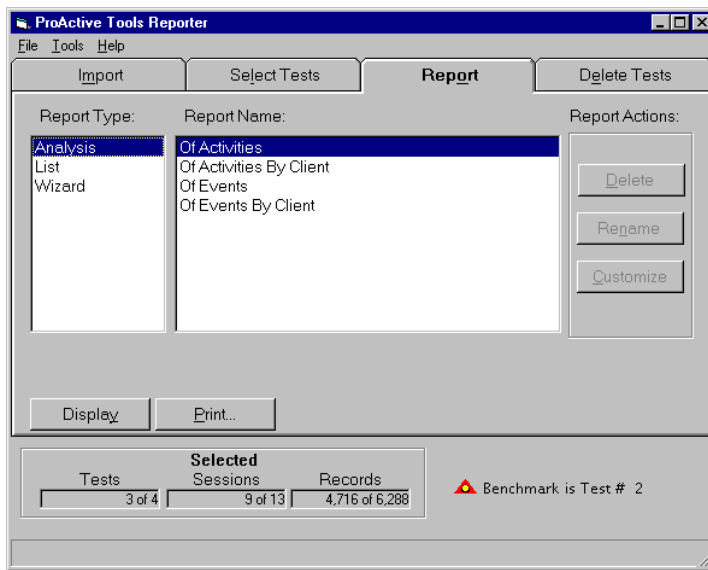 ProActive Tools Reporter
File Tools Help
Import Select Tests Report Delete Tests
Report Type: Report Name: Report Actions:
Analysis Of Activities
List Of Activities By Client
Wizard Of Events
Of Events By Client
Delete
Rename
Customize
Display Print...
Selected
Tests Sessions Records
3 of 4 9 of 13 4,716 of 6,288
Benchmark is Test # 2